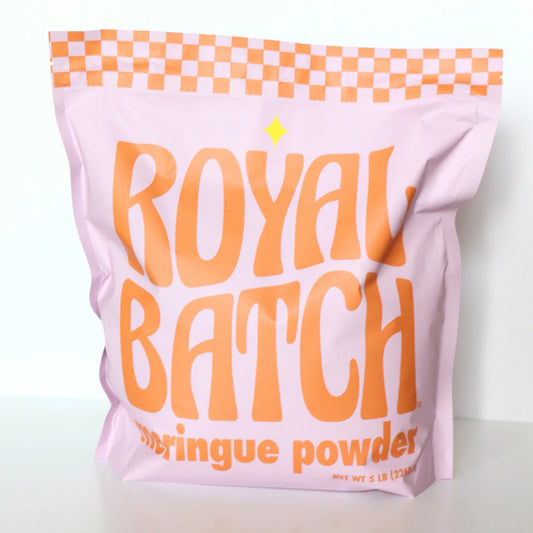 ROYAL
BATCH
meringue powder
NET WT 5 LB